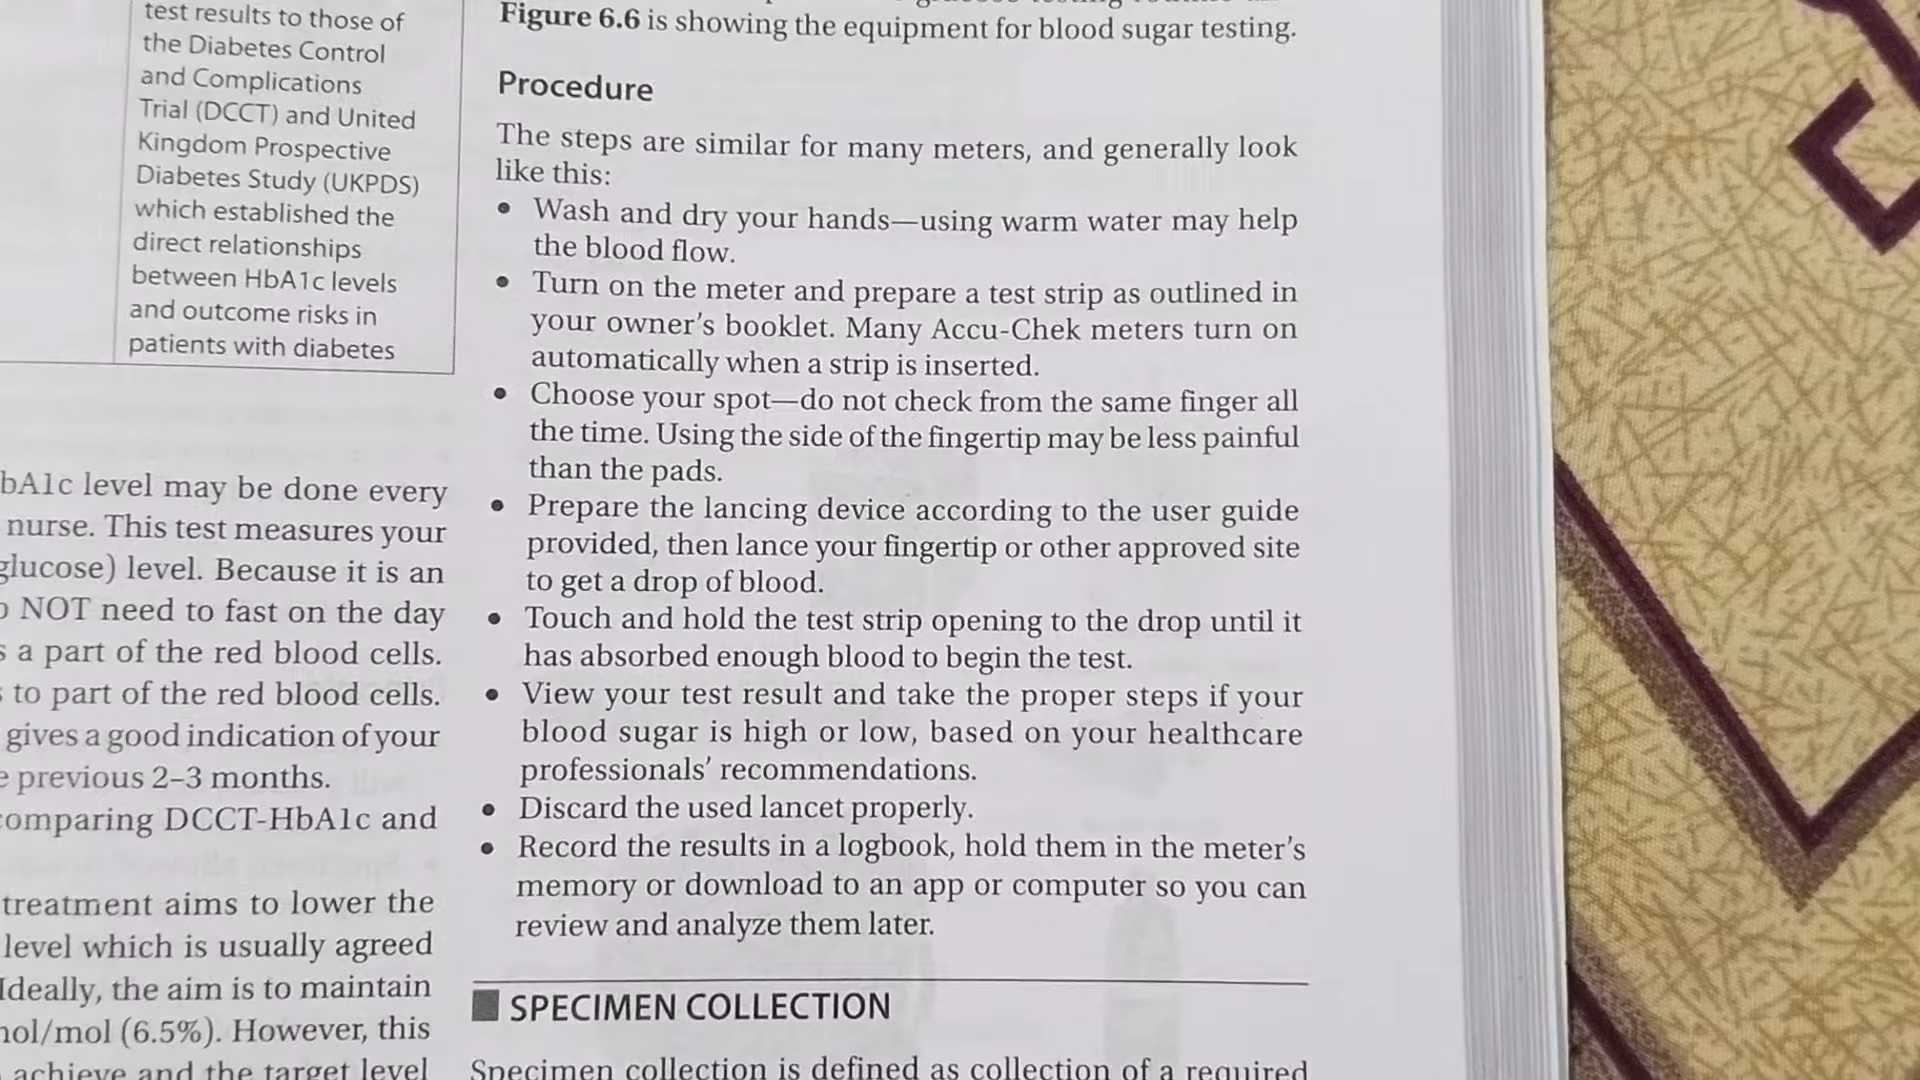 test results to those of
the Diabetes Control
and Complications
Trial (DCCT) and United
Kingdom Prospective
Diabetes Study (UKPDS)
which established the
direct relationships
between HbA1c levels
and outcome risks in
patients with diabetes
bA1c level may be done every
nurse. This test measures your
glucose) level. Because it is an
NOT need to fast on the day
a part of the red blood cells.
to part of the red blood cells.
gives a good indication of your
previous 2–3 months.
comparing DCCT-HbA1c and
treatment aims to lower the
level which is usually agreed
Ideally, the aim is to maintain
mol/mol (6.5%). However, this
achieve and the target level
Figure 6.6 is showing the equipment for blood sugar testing.
Procedure
The steps are similar for many meters, and generally look
like this:
• Wash and dry your hands—using warm water may help
the blood flow.
• Turn on the meter and prepare a test strip as outlined in
your owner's booklet. Many Accu-Chek meters turn on
automatically when a strip is inserted.
• Choose your spot—do not check from the same finger all
the time. Using the side of the fingertip may be less painful
than the pads.
• Prepare the lancing device according to the user guide
provided, then lance your fingertip or other approved site
to get a drop of blood.
• Touch and hold the test strip opening to the drop until it
has absorbed enough blood to begin the test.
• View your test result and take the proper steps if your
blood sugar is high or low, based on your healthcare
professionals' recommendations.
• Discard the used lancet properly.
• Record the results in a logbook, hold them in the meter's
memory or download to an app or computer so you can
review and analyze them later.
SPECIMEN COLLECTION
Specimen collection is defined as collection of a required